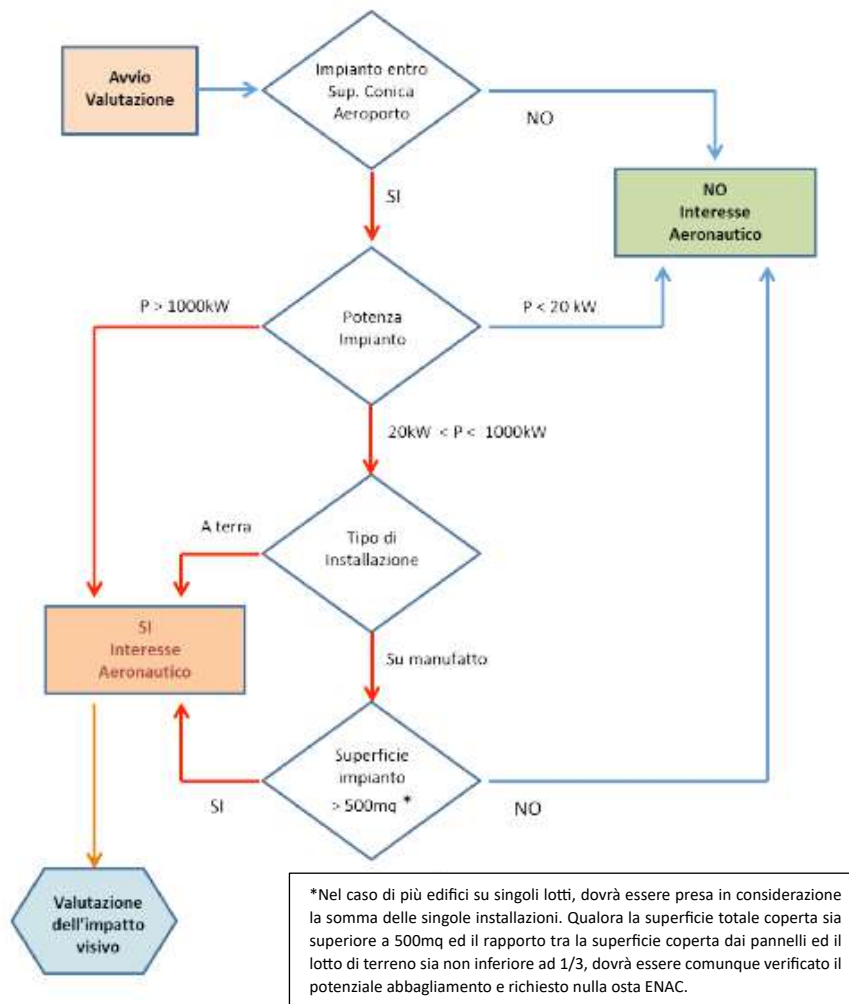 Avvio
Valutazione
Impianto entro
Sup. Conica
Aeroporto
NO
SI
NO
Interesse
Aeronautico
P > 1000kW
Potenza
Impianto
P < 20 kW
20kW < P < 1000kW
A terra
Tipo di
Installazione
SI
Interesse
Aeronautico
Su manufatto
Superficie
impianto
> 500mq *
SI
NO
Valutazione
dell'impatto
visivo
*Nel caso di più edifici su singoli lotti, dovrà essere presa in considerazione
la somma delle singole installazioni. Qualora la superficie totale coperta sia
superiore a 500mq ed il rapporto tra la superficie coperta dai pannelli ed il
lotto di terreno sia non inferiore ad 1/3, dovrà essere comunque verificato il
potenziale abbagliamento e richiesto nulla osta ENAC.